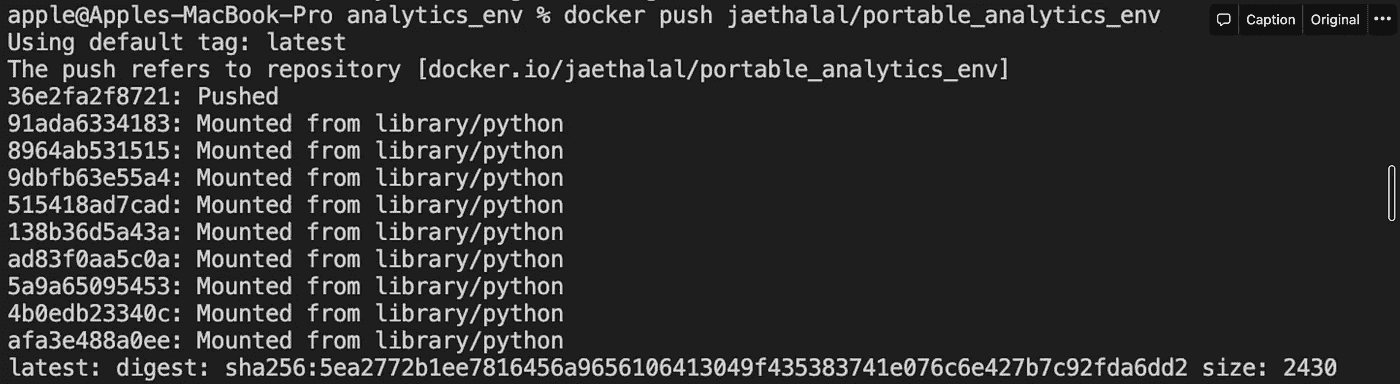 apple@Apples-MacBook-Pro analytics_env % docker push jaethalal/portable_analytics_env
Caption Original
Using default tag: latest
The push refers to repository [docker.io/jaethalal/portable_analytics_env]
36e2fa2f8721: Pushed
91ada6334183: Mounted from library/python
8964ab531515: Mounted from library/python
9dbfb63e55a4: Mounted from library/python
515418ad7cad: Mounted from library/python
138b36d5a43a: Mounted from library/python
ad83f0aa5c0a: Mounted from library/python
5a9a65095453: Mounted from library/python
4b0edb23340c: Mounted from library/python
afa3e488a0ee: Mounted from library/python
latest: digest: sha256:5ea2772b1ee7816456a9656106413049f435383741e076c6e427b7c92fda6dd2 size: 2430